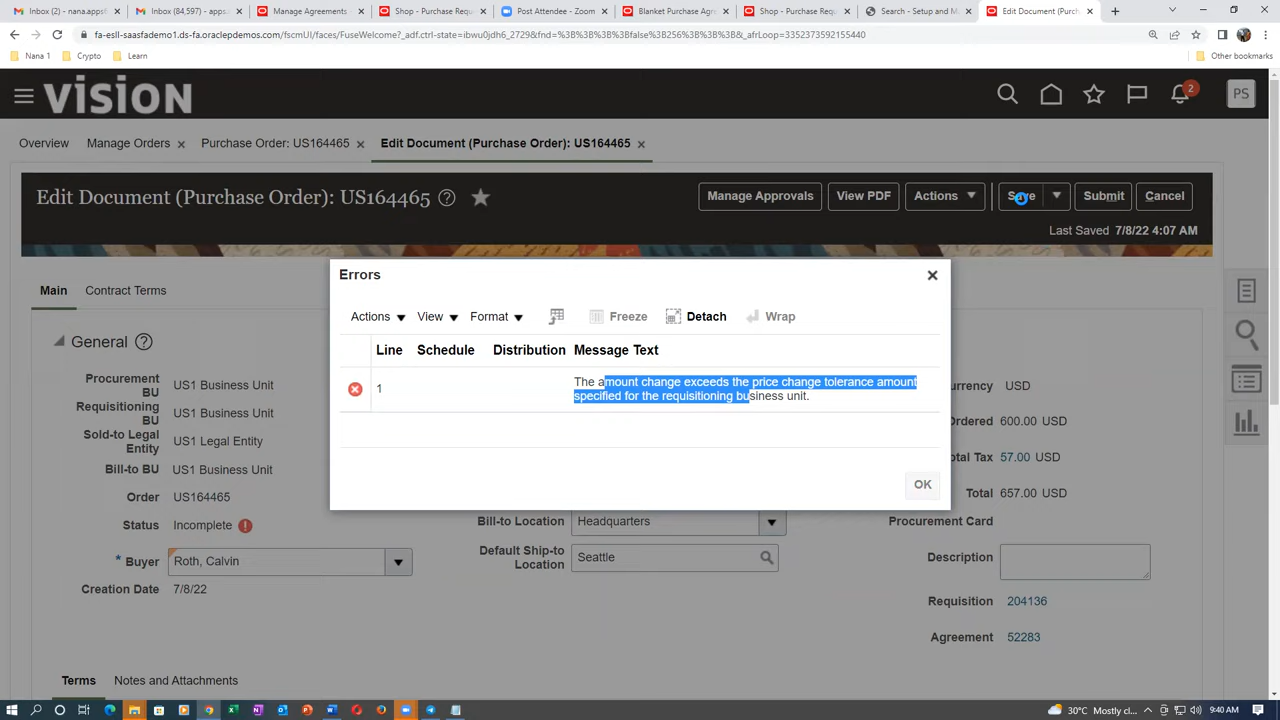 Inbox (2) - nana.apps@
Inbox (84,597) - appsA
Manage Agreements
Shop - Purchase Requ
Post Attendee - Zoom
Blanket Purchase Agr
Shop - Purchase Requ
Search - Setup and M
Edit Document (Purch
fa-esll-saasfademo1.ds-fa.oraclepdemos.com/fscmUI/faces/FuseWelcome?_adf.ctrl-state=ibwu0jdh6_2729&fnd=%3B%3B%3B%3Bfalse%3B256%3B%3B%3B&_afrLoop=3352373592155440
Nana 1
Crypto
Learn
Other bookmarks
VISION
2
PS
Overview
Manage Orders
Purchase Order: US164465
Edit Document (Purchase Order): US164465
Edit Document (Purchase Order): US164465
Manage Approvals
View PDF
Actions
Save
Submit
Cancel
Last Saved 7/8/22 4:07 AM
Errors
Actions
View
Format
Freeze
Detach
Wrap
Line
Schedule
Distribution
Message Text
1
The amount change exceeds the price change tolerance amount
specified for the requisitioning business unit.
OK
Main
Contract Terms
General
Procurement
BU
US1 Business Unit
Requisitioning
BU
US1 Business Unit
Sold-to Legal
Entity
US1 Legal Entity
Bill-to BU
US1 Business Unit
Order
US164465
Status
Incomplete
* Buyer
Roth, Calvin
Creation Date
7/8/22
Bill-to Location
Headquarters
Default Ship-to
Location
Seattle
USD
600.00 USD
57.00 USD
Total
657.00 USD
Procurement Card
Description
Requisition
204136
Agreement
52283
Terms
Notes and Attachments
30°C
Mostly cl...
9:40 AM